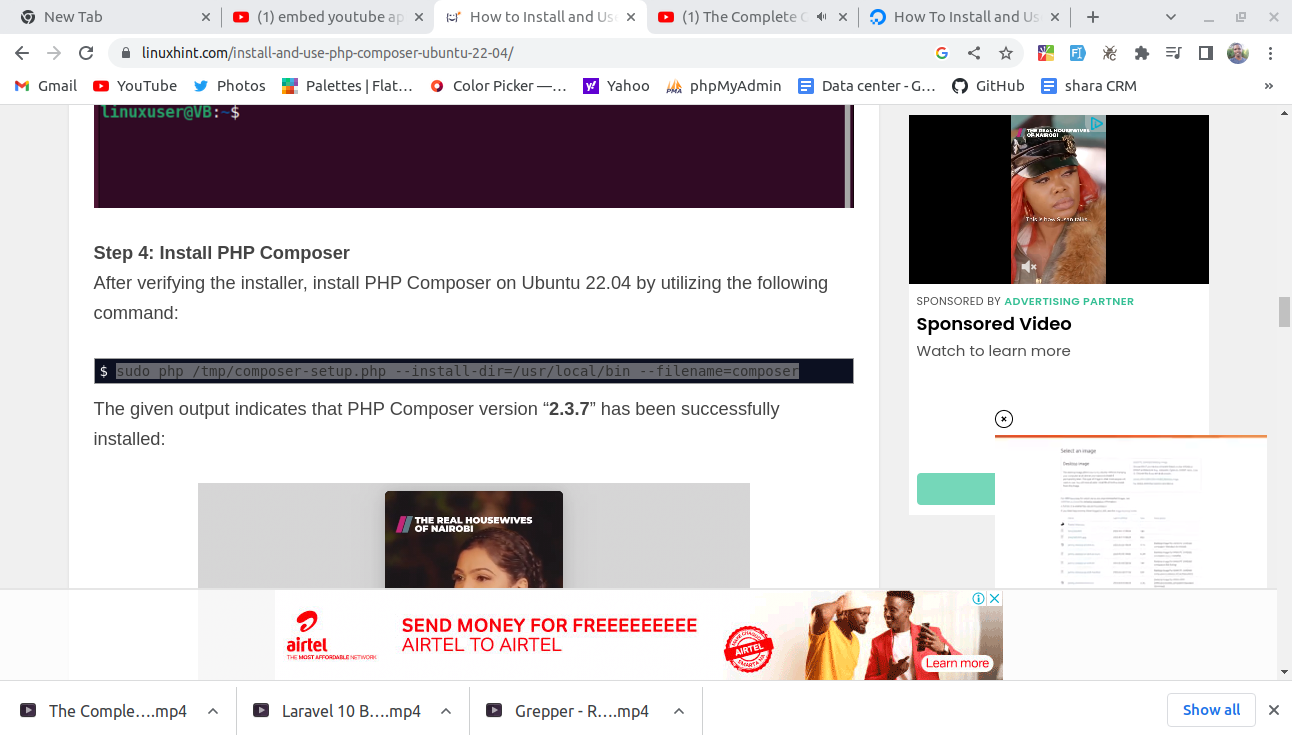 New Tab
(1) embed youtube ap
How to Install and Us
(1) The Complete C
How To Install and Us
linuxhint.com/install-and-use-php-composer-ubuntu-22-04/
Gmail
YouTube
Photos
Palettes | Flat…
Color Picker —…
Yahoo
phpMyAdmin
Data center - G…
GitHub
shara CRM
»
linuxuser@VB:~$
Step 4: Install PHP Composer
After verifying the installer, install PHP Composer on Ubuntu 22.04 by utilizing the following
command:
$ sudo php /tmp/composer-setup.php --install-dir=/usr/local/bin --filename=composer
The given output indicates that PHP Composer version “2.3.7” has been successfully
installed:
THE REAL HOUSEWIVES
OF NAIROBI
THE REAL HOUSEWIVES
OF NAIROBI
This is how Susan talks
SPONSORED BY ADVERTISING PARTNER
Sponsored Video
Watch to learn more
Select an image
Desktop image
airtel
THE MOST AFFORDABLE NETWORK
SEND MONEY FOR FREEEEEEEEE
AIRTEL TO AIRTEL
AIRTEL
Learn more
The Comple….mp4
Laravel 10 B….mp4
Grepper - R….mp4
Show all